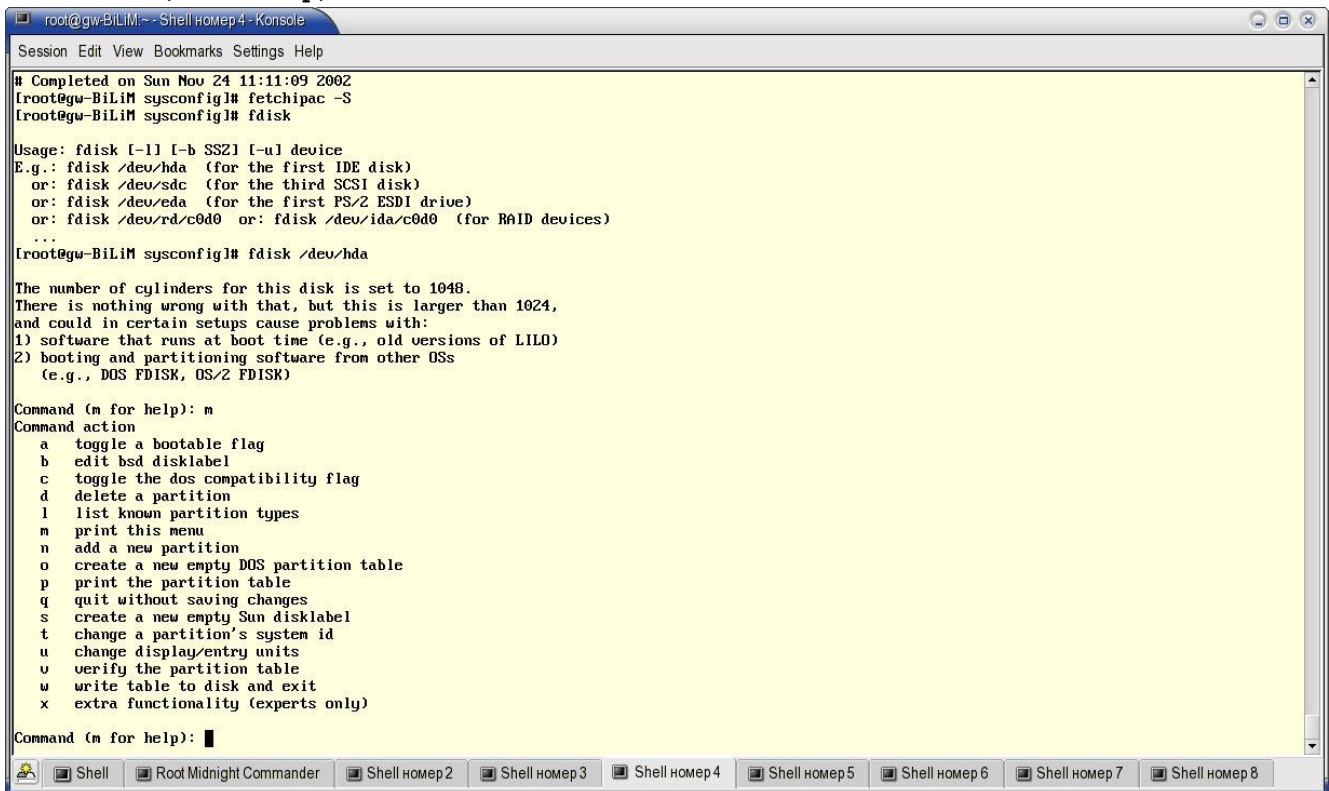 root@gw-BiLiM:~ - Shell номер 4 - Konsole
Session Edit View Bookmarks Settings Help
# Completed on Sun Nov 24 11:11:09 2002
[root@gw-BiLiM sysconfig]# fetchipac -S
[root@gw-BiLiM sysconfig]# fdisk
Usage: fdisk [-l] [-b SSZ] [-u] device
E.g.: fdisk /dev/hda (for the first IDE disk)
or: fdisk /dev/sdc (for the third SCSI disk)
or: fdisk /dev/eda (for the first PS/2 ESDI drive)
or: fdisk /dev/rd/c0d0 or: fdisk /dev/ida/c0d0 (for RAID devices)
...
[root@gw-BiLiM sysconfig]# fdisk /dev/hda
The number of cylinders for this disk is set to 1048.
There is nothing wrong with that, but this is larger than 1024,
and could in certain setups cause problems with:
1) software that runs at boot time (e.g., old versions of LILO)
2) booting and partitioning software from other OSs
(e.g., DOS FDISK, OS/2 FDISK)
Command (m for help): m
Command action
a toggle a bootable flag
b edit bsd disklabel
c toggle the dos compatibility flag
d delete a partition
l list known partition types
m print this menu
n add a new partition
o create a new empty DOS partition table
p print the partition table
q quit without saving changes
s create a new empty Sun disklabel
t change a partition's system id
u change display/entry units
v verify the partition table
w write table to disk and exit
x extra functionality (experts only)
Command (m for help):
Shell Root Midnight Commander Shell номер 2 Shell номер 3 Shell номер 4 Shell номер 5 Shell номер 6 Shell номер 7 Shell номер 8